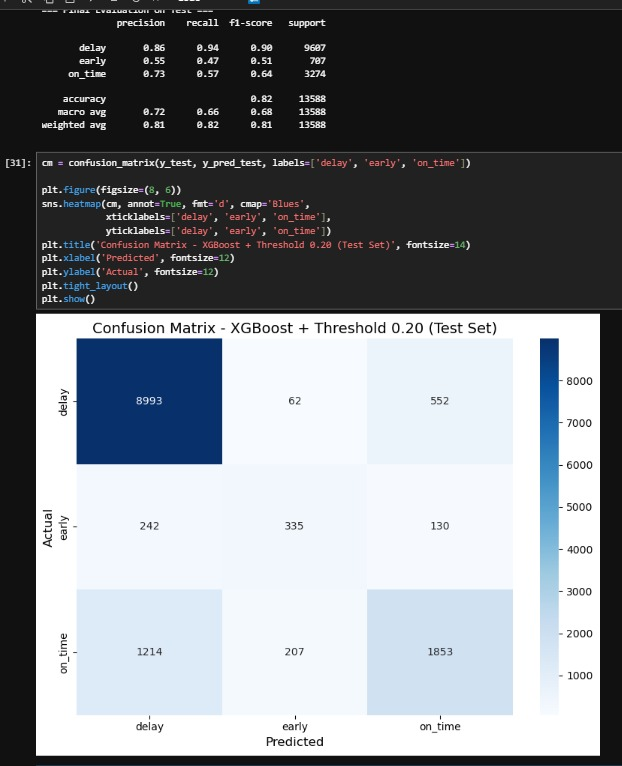 === Final Evaluation on Test ===
precision recall f1-score support
delay 0.86 0.94 0.90 9607
early 0.55 0.47 0.51 707
on_time 0.73 0.57 0.64 3274
accuracy 0.82 13588
macro avg 0.72 0.66 0.68 13588
weighted avg 0.81 0.82 0.81 13588
[31]: cm = confusion_matrix(y_test, y_pred_test, labels=['delay', 'early', 'on_time'])
plt.figure(figsize=(8, 6))
sns.heatmap(cm, annot=True, fmt='d', cmap='Blues',
xticklabels=['delay', 'early', 'on_time'],
yticklabels=['delay', 'early', 'on_time'])
plt.title('Confusion Matrix - XGBoost + Threshold 0.20 (Test Set)', fontsize=14)
plt.xlabel('Predicted', fontsize=12)
plt.ylabel('Actual', fontsize=12)
plt.tight_layout()
plt.show()
Confusion Matrix - XGBoost + Threshold 0.20 (Test Set)
delay 8993 62 552
early 242 335 130
on_time 1214 207 1853
Actual
delay early on_time
Predicted
8000
7000
6000
5000
4000
3000
2000
1000